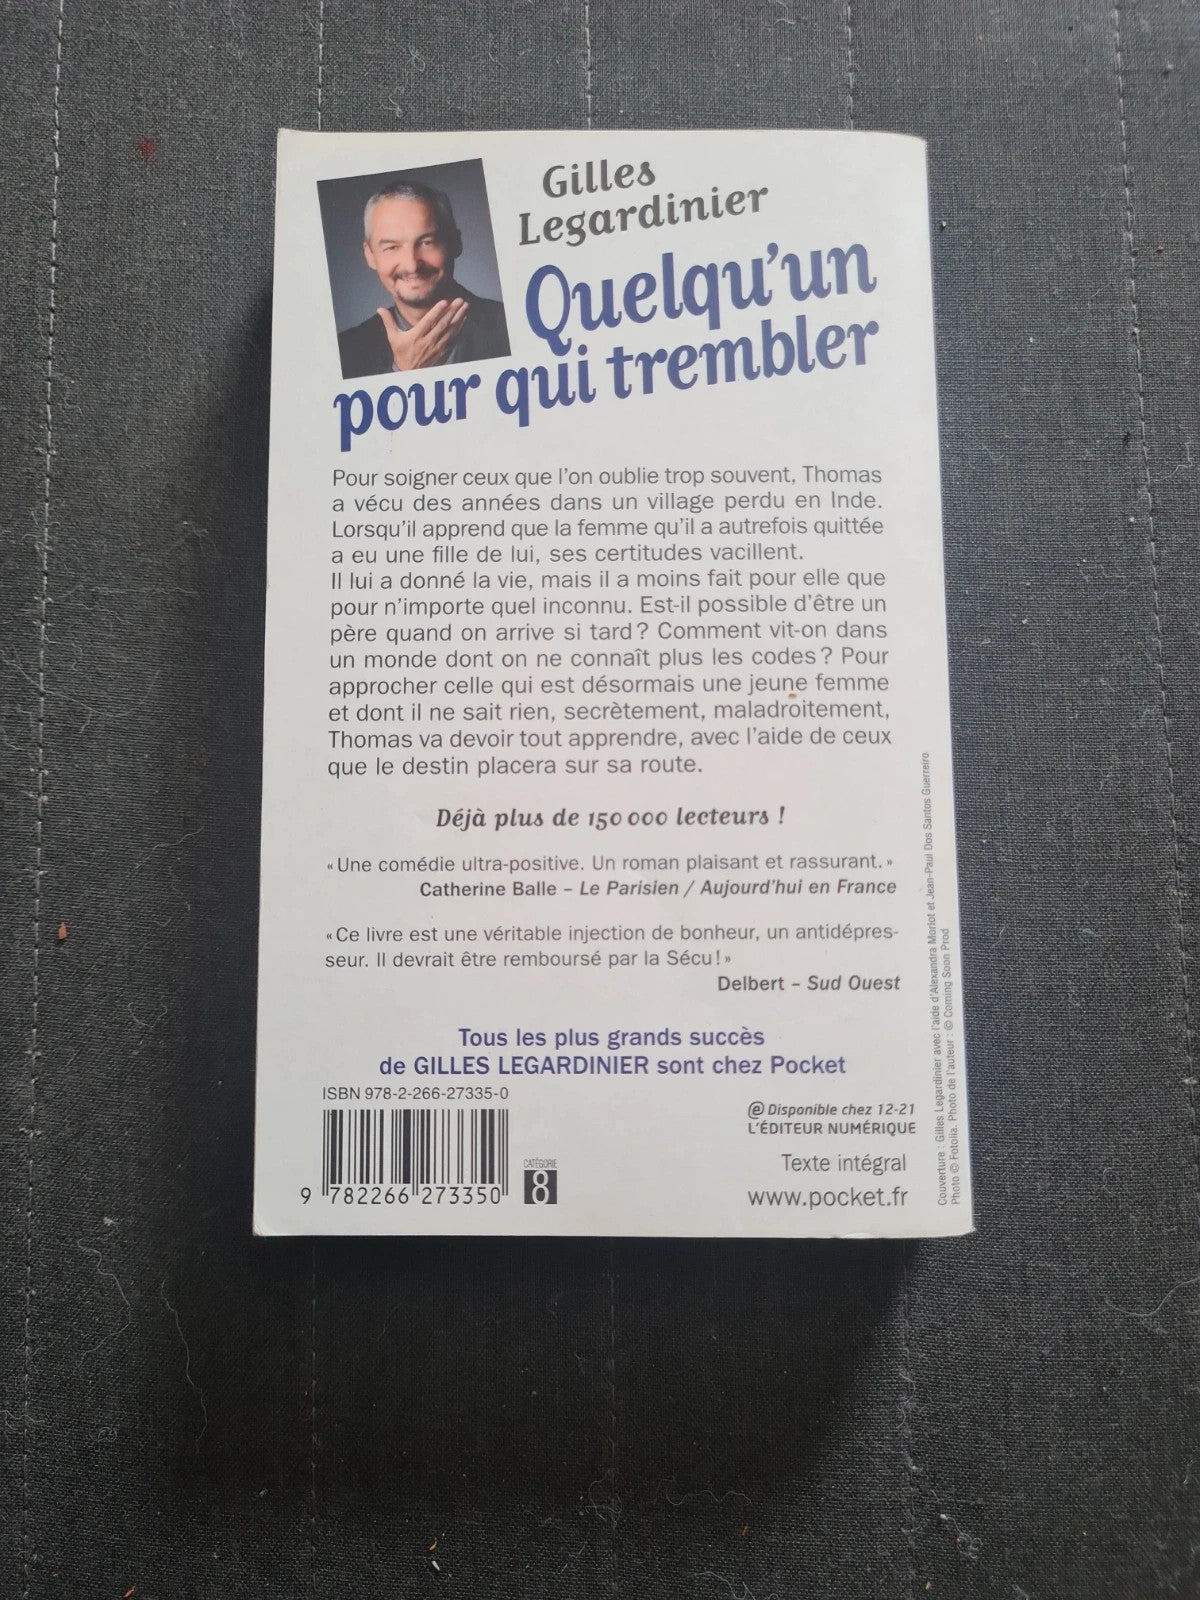 Gilles
Legardinier
Quelqu'un
pour qui trembler
Pour soigner ceux que l'on oublie trop souvent, Thomas
a vécu des années dans un village perdu en Inde.
Lorsqu'il apprend que la femme qu'il a autrefois quittée
a eu une fille de lui, ses certitudes vacillent.
Il lui a donné la vie, mais il a moins fait pour elle que
pour n'importe quel inconnu. Est-il possible d'être un
père quand on arrive si tard ? Comment vit-on dans
un monde dont on ne connaît plus les codes ? Pour
approcher celle qui est désormais une jeune femme
et dont il ne sait rien, secrètement, maladroitement,
Thomas va devoir tout apprendre, avec l'aide de ceux
que le destin placera sur sa route.
Déjà plus de 150 000 lecteurs !
« Une comédie ultra-positive. Un roman plaisant et rassurant. »
Catherine Balle – Le Parisien / Aujourd'hui en France
« Ce livre est une véritable injection de bonheur, un antidépres-
seur. Il devrait être remboursé par la Sécu ! »
Delbert – Sud Ouest
Tous les plus grands succès
de GILLES LEGARDINIER sont chez Pocket
ISBN 978-2-266-27335-0
9 782266 273350
CATÉGORIE
8
@ Disponible chez 12-21
L'ÉDITEUR NUMÉRIQUE
Texte intégral
www.pocket.fr
Couverture : Gilles Legardinier avec l'aide d'Alexandra Morlot et Jean-Paul Dos Santos Guerreiro
Photo © Fotolia. Photo de l'auteur : © Coming Soon Prod